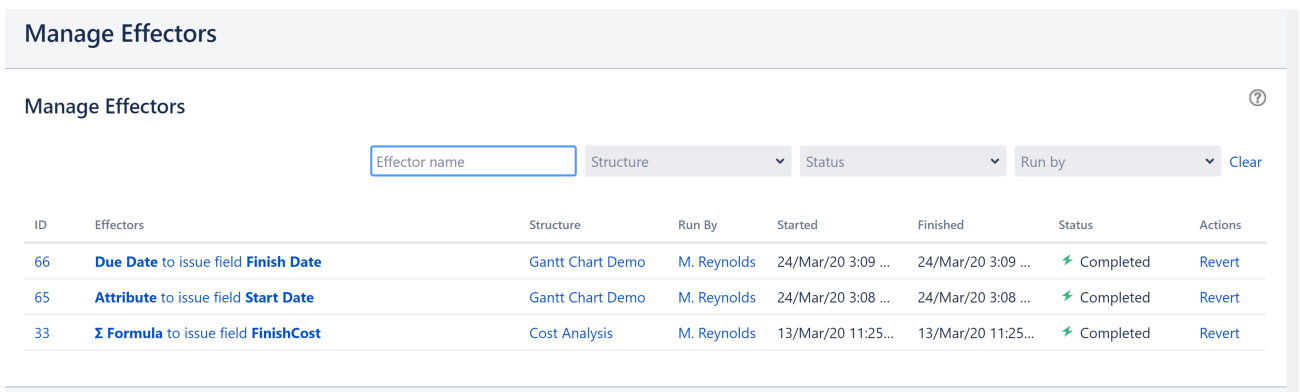 Manage Effectors
Manage Effectors
?
Effector name Structure Status Run by Clear
ID Effectors Structure Run By Started Finished Status Actions
66 Due Date to issue field Finish Date Gantt Chart Demo M. Reynolds 24/Mar/20 3:09 ... 24/Mar/20 3:09 ... Completed Revert
65 Attribute to issue field Start Date Gantt Chart Demo M. Reynolds 24/Mar/20 3:08 ... 24/Mar/20 3:08 ... Completed Revert
33 Σ Formula to issue field FinishCost Cost Analysis M. Reynolds 13/Mar/20 11:25... 13/Mar/20 11:25... Completed Revert